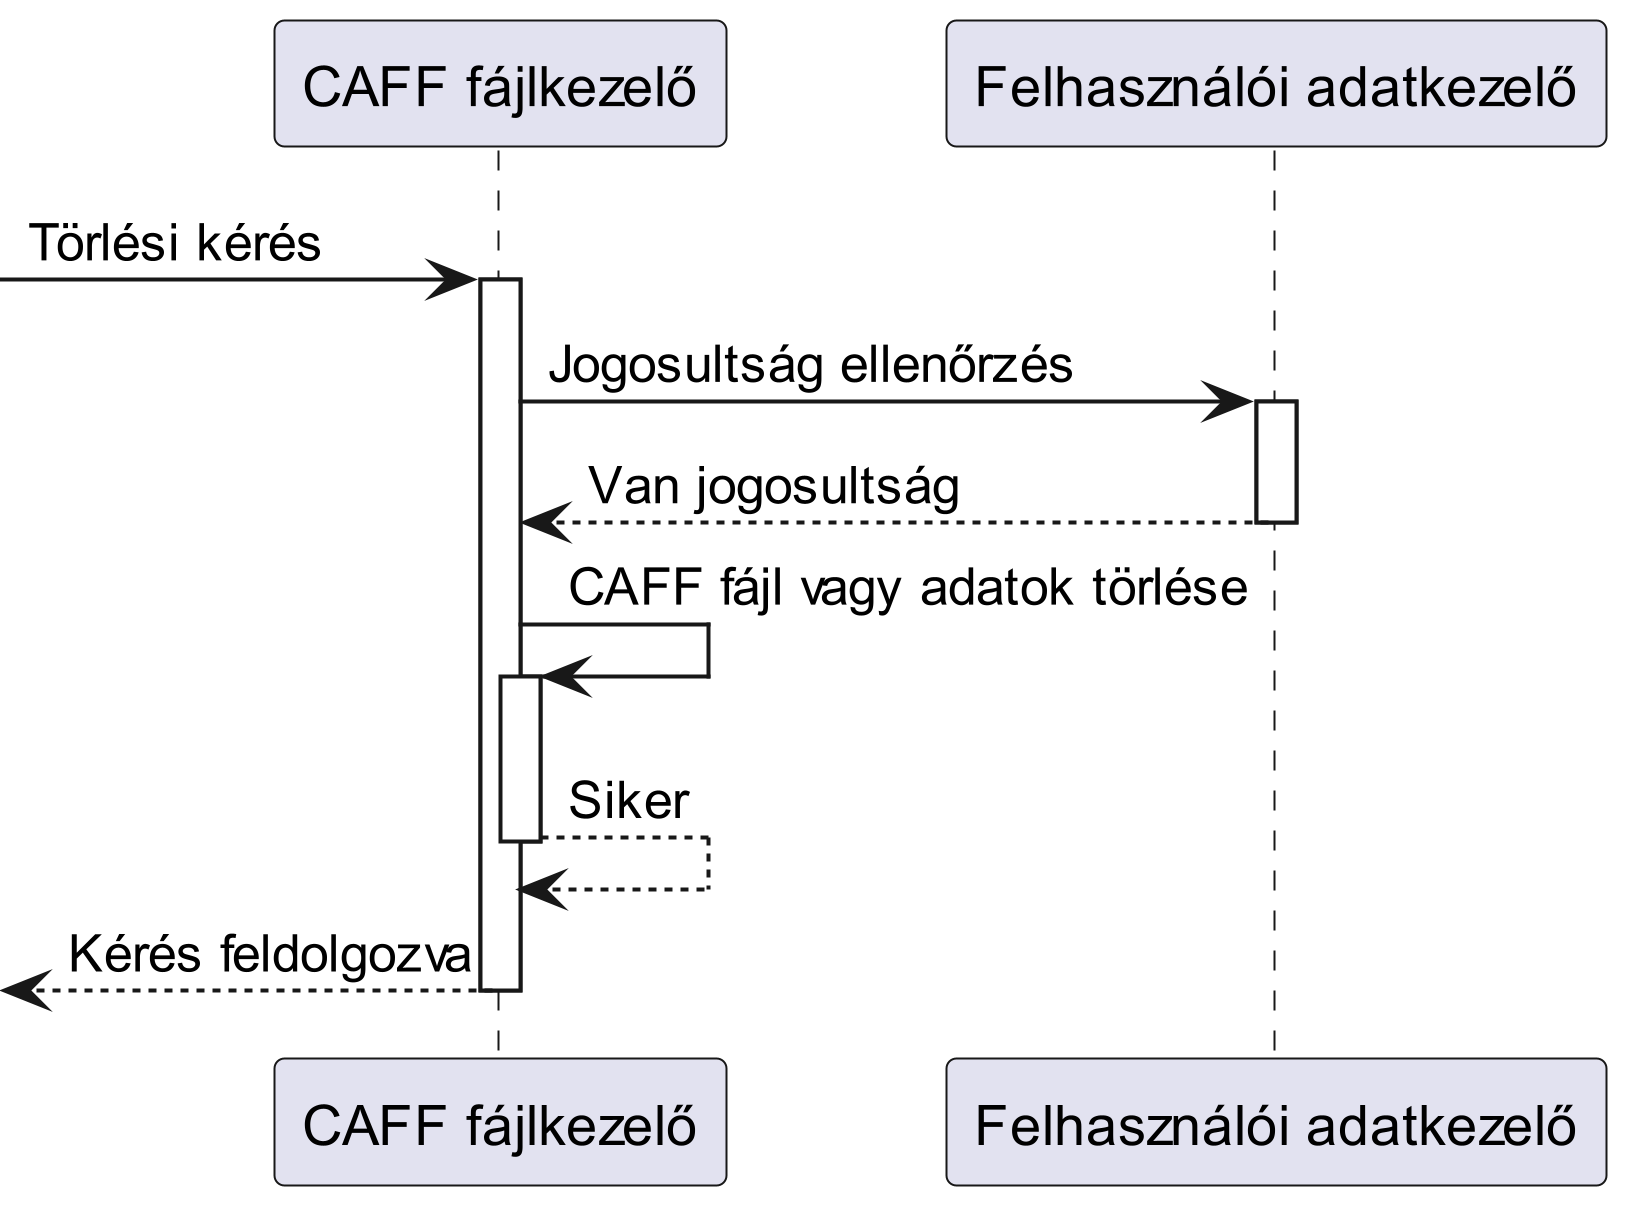 CAFF fájlkezelő
Felhasználói adatkezelő
Törlési kérés
Jogosultság ellenőrzés
Van jogosultság
CAFF fájl vagy adatok törlése
Siker
Kérés feldolgozva
CAFF fájlkezelő
Felhasználói adatkezelő